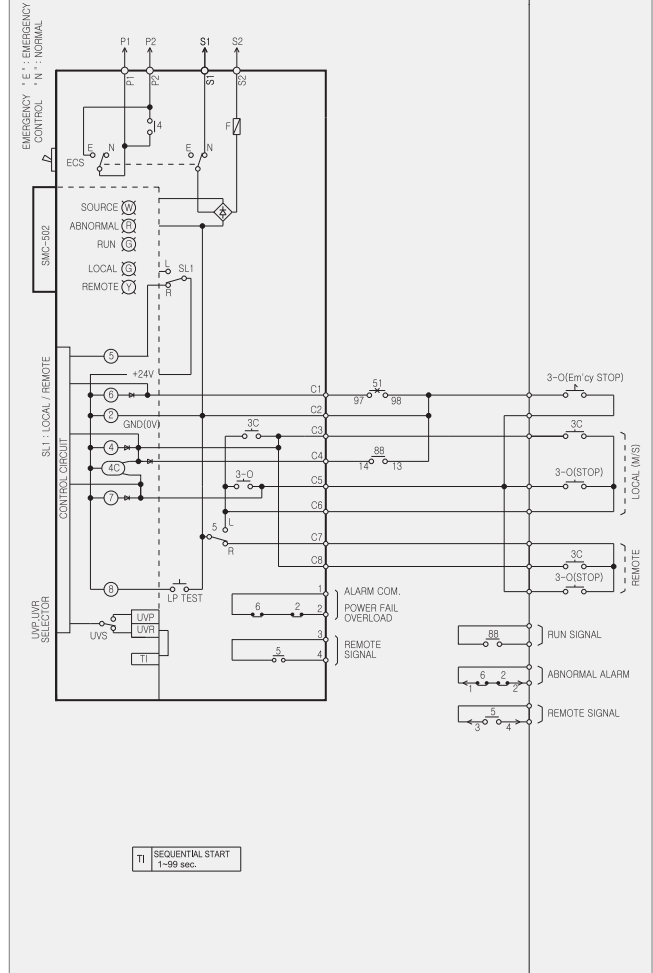 EMERGENCY " E " : EMERGENCY
CONTROL " N " : NORMAL
P1 P2 S1 S2
P1 P2 S1 S2
4
F
E N
ECS
E N
SMC-502
SOURCE W
ABNORMAL R
RUN G
LOCAL G
REMOTE Y
L SL1
R
SL1 : LOCAL / REMOTE
CONTROL CIRCUIT
5
+24V
6
2
GND(0V)
4
4C
7
8
LP TEST
3C
3-O
5 L
R
C1
C2
C3
C4
C5
C6
C7
C8
51
97 98
88
14 13
3-O(Em'cy STOP)
3C
3-O(STOP)
LOCAL (M/S)
3C
3-O(STOP)
REMOTE
UVP,UVR
SELECTOR
UVS
UVP
UVR
TI
6 2
1 ALARM COM.
2 POWER FAIL
OVERLOAD
5
3 REMOTE
4 SIGNAL
88
RUN SIGNAL
6 2
1 2
ABNORMAL ALARM
5
3 4
REMOTE SIGNAL
TI SEQUENTIAL START
1~99 sec.